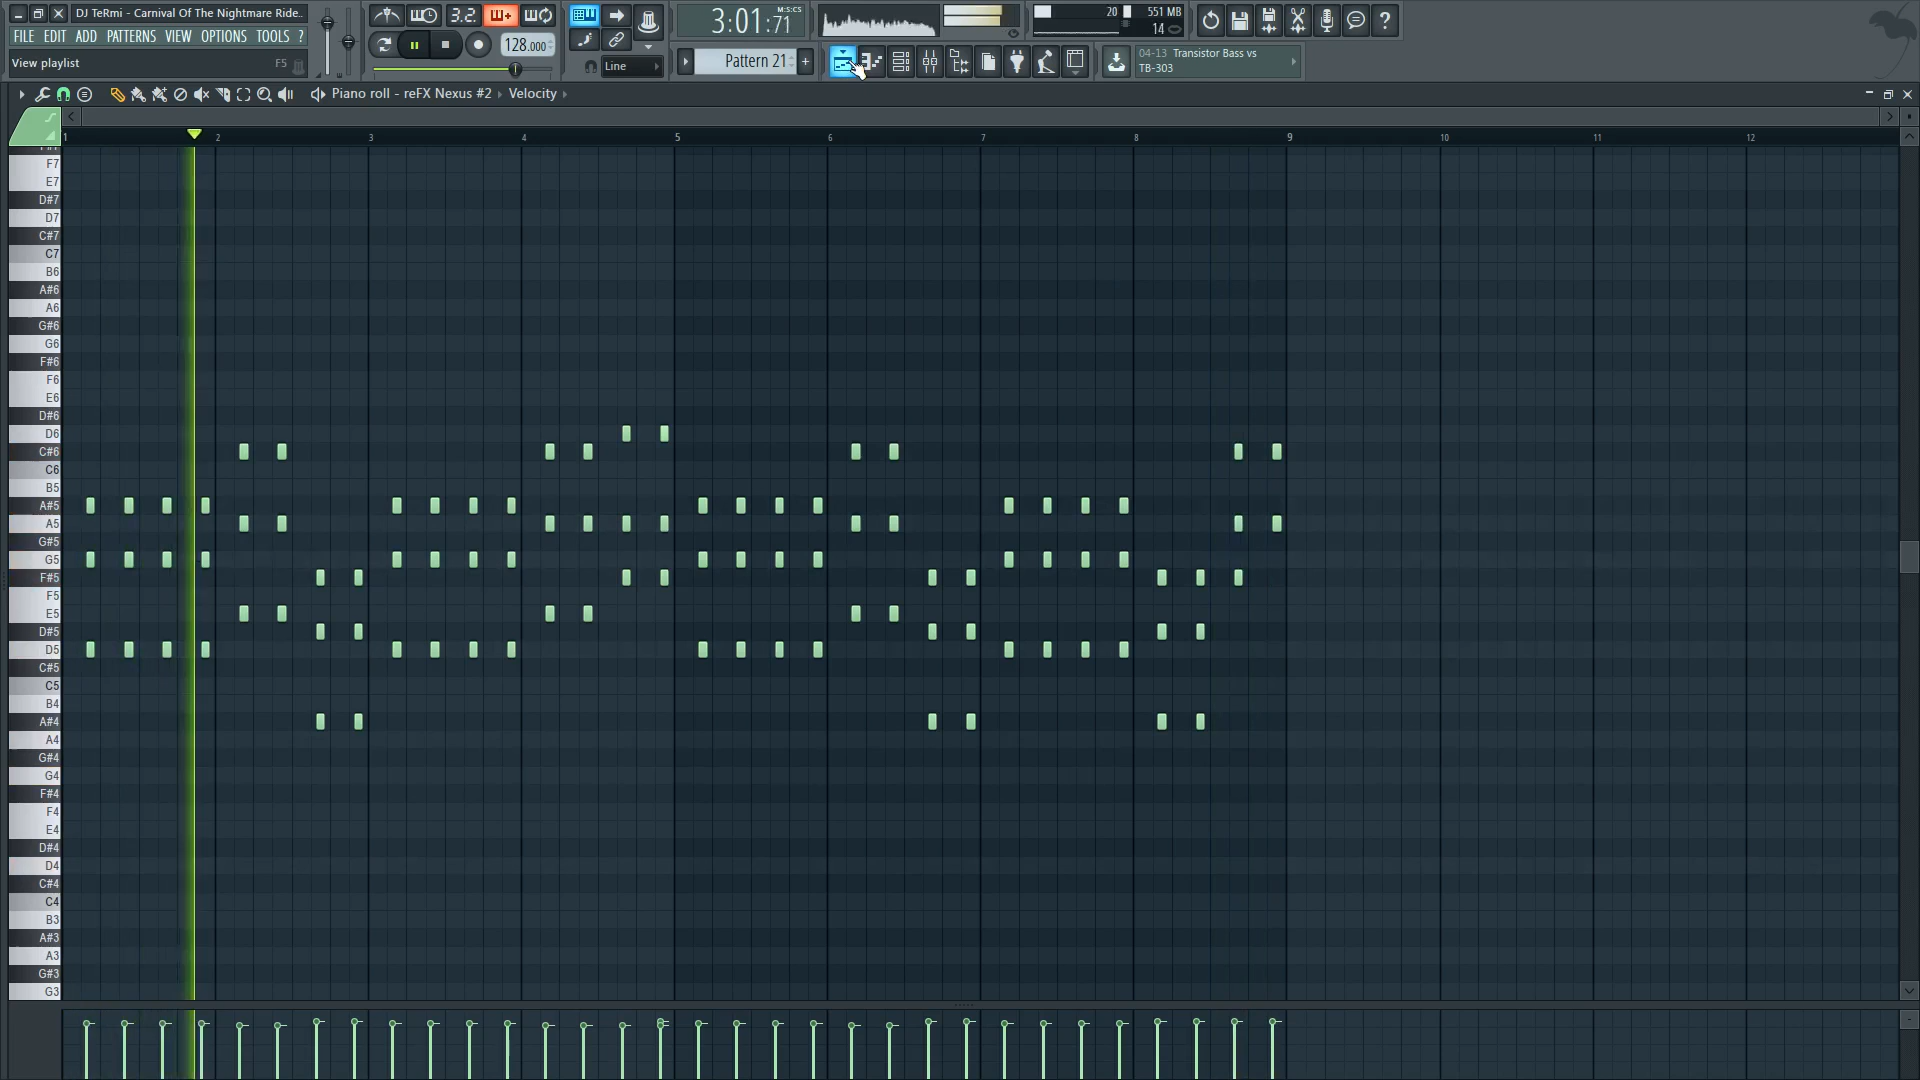 DJ TeRmi - Carnival Of The Nightmare Ride..
FILE EDIT ADD PATTERNS VIEW OPTIONS TOOLS ?
View playlist F5
3.2.
128.000
Line
3:01:71
M:S:CS
Pattern 21
20 551 MB
14
04-13 Transistor Bass vs
TB-303
Piano roll - reFX Nexus #2 Velocity
1 2 3 4 5 6 7 8 9 10 11 12
F7
E7
D#7
D7
C#7
C7
B6
A#6
A6
G#6
G6
F#6
F6
E6
D#6
D6
C#6
C6
B5
A#5
A5
G#5
G5
F#5
F5
E5
D#5
D5
C#5
C5
B4
A#4
A4
G#4
G4
F#4
F4
E4
D#4
D4
C#4
C4
B3
A#3
A3
G#3
G3